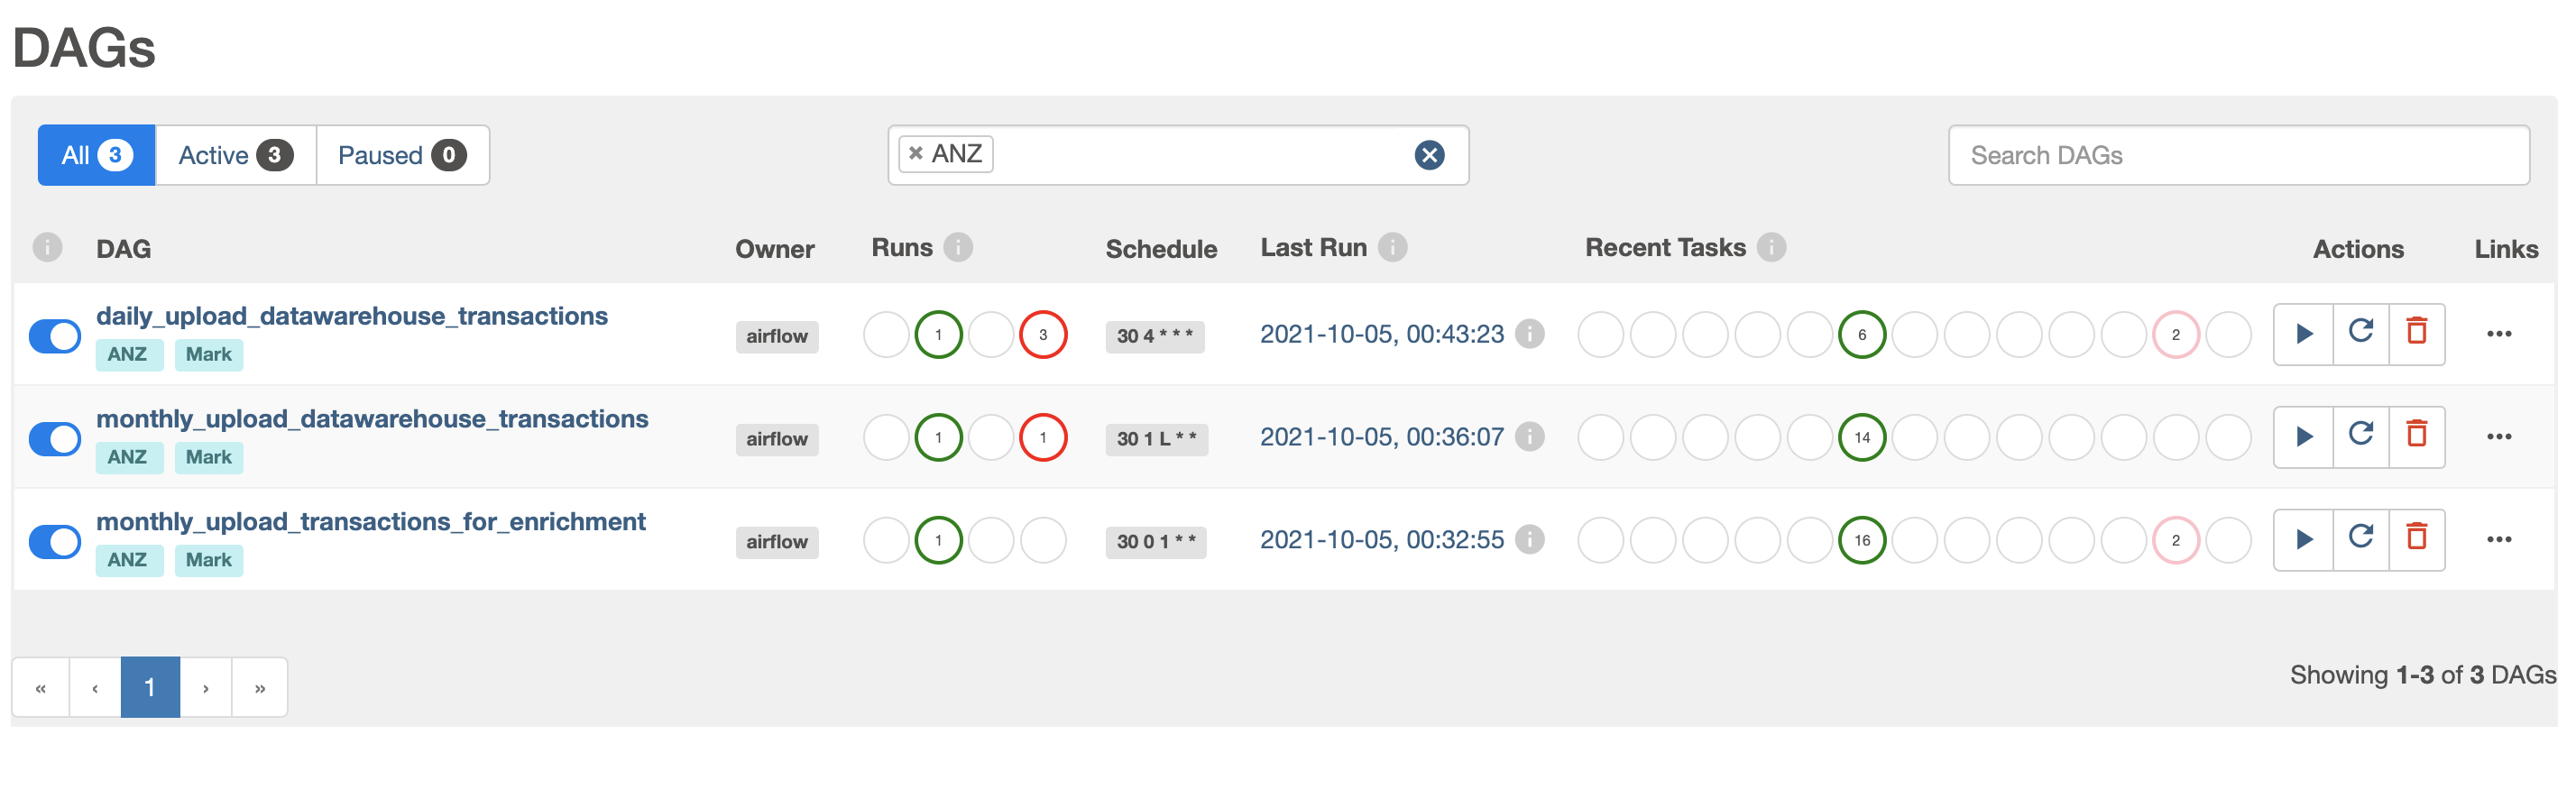 DAGs
All 3 Active 3 Paused 0 × ANZ Search DAGs
DAG Owner Runs Schedule Last Run Recent Tasks Actions Links
daily_upload_datawarehouse_transactions
ANZ Mark
airflow 1 3 30 4 * * * 2021-10-05, 00:43:23 6 2
monthly_upload_datawarehouse_transactions
ANZ Mark
airflow 1 1 30 1 L * * 2021-10-05, 00:36:07 14
monthly_upload_transactions_for_enrichment
ANZ Mark
airflow 1 30 0 1 * * 2021-10-05, 00:32:55 16 2
« ‹ 1 › »
Showing 1-3 of 3 DAGs